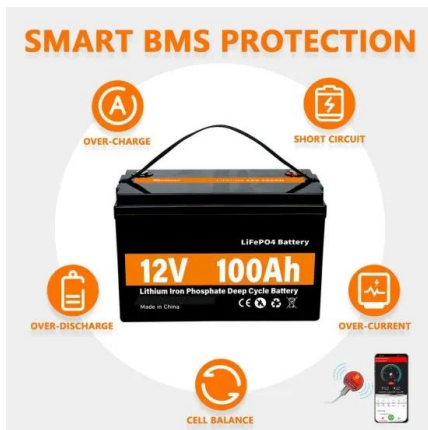 SMART BMS PROTECTION
A
OVER-CHARGE
SHORT CIRCUIT
LiFePO4 Battery
12V 100Ah
Lithium Iron Phosphate Deep Cycle Battery
Made in China
CE
OVER-DISCHARGE
OVER-CURRENT
CELL BALANCE